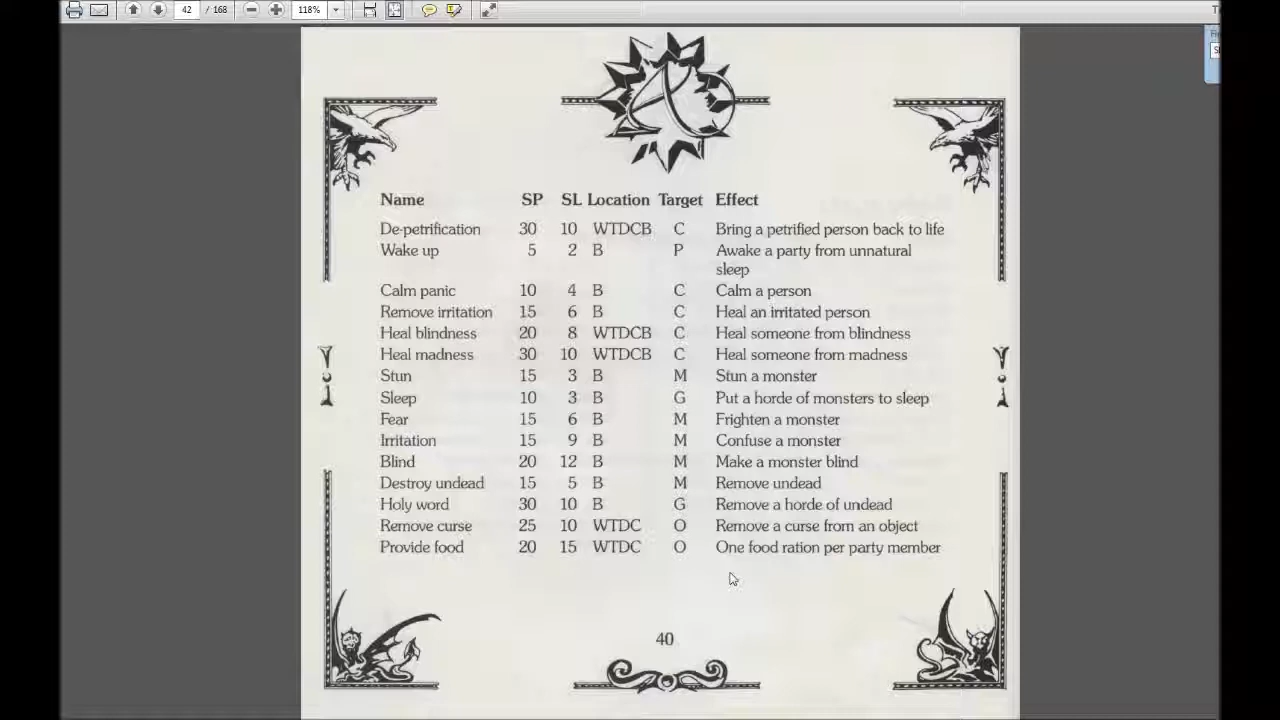 42 / 168 118%
Name SP SL Location Target Effect
De-petrification 30 10 WTDCB C Bring a petrified person back to life
Wake up 5 2 B P Awake a party from unnatural
sleep
Calm panic 10 4 B C Calm a person
Remove irritation 15 6 B C Heal an irritated person
Heal blindness 20 8 WTDCB C Heal someone from blindness
Heal madness 30 10 WTDCB C Heal someone from madness
Stun 15 3 B M Stun a monster
Sleep 10 3 B G Put a horde of monsters to sleep
Fear 15 6 B M Frighten a monster
Irritation 15 9 B M Confuse a monster
Blind 20 12 B M Make a monster blind
Destroy undead 15 5 B M Remove undead
Holy word 30 10 B G Remove a horde of undead
Remove curse 25 10 WTDC O Remove a curse from an object
Provide food 20 15 WTDC O One food ration per party member
40